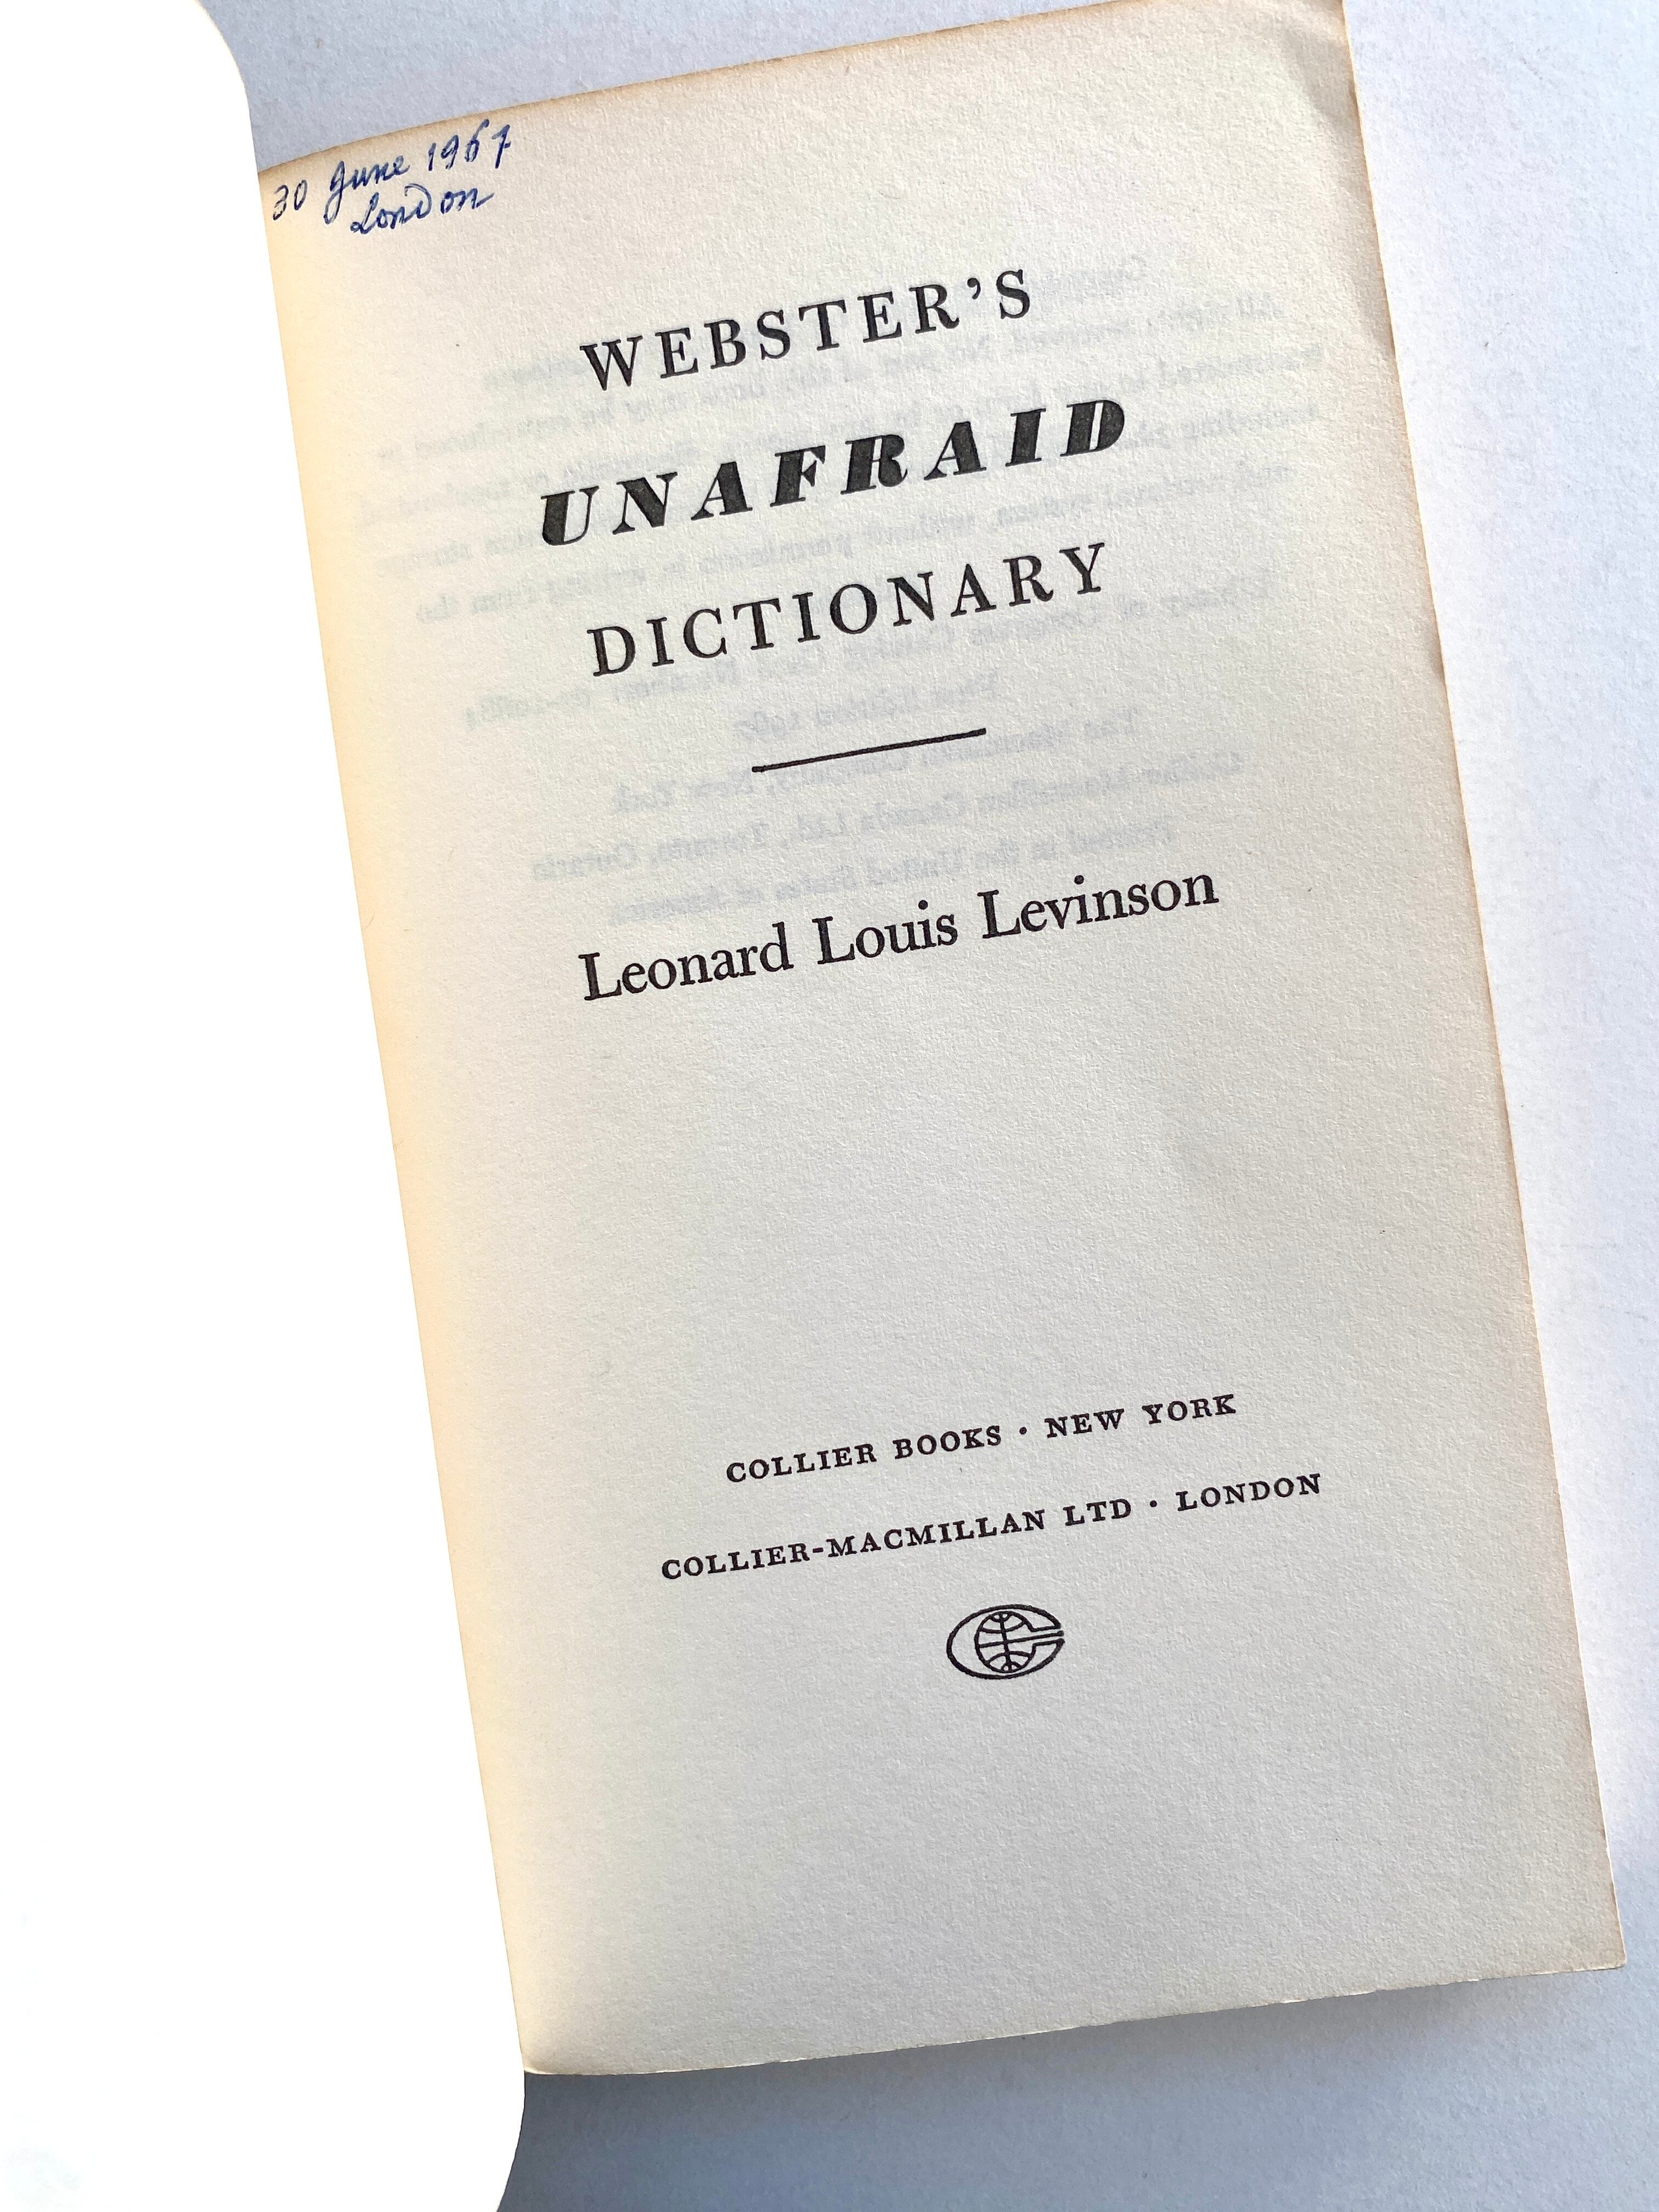 30 June 1967
London
WEBSTER'S
UNAFRAID
DICTIONARY
Leonard Louis Levinson
COLLIER BOOKS · NEW YORK
COLLIER-MACMILLAN LTD · LONDON